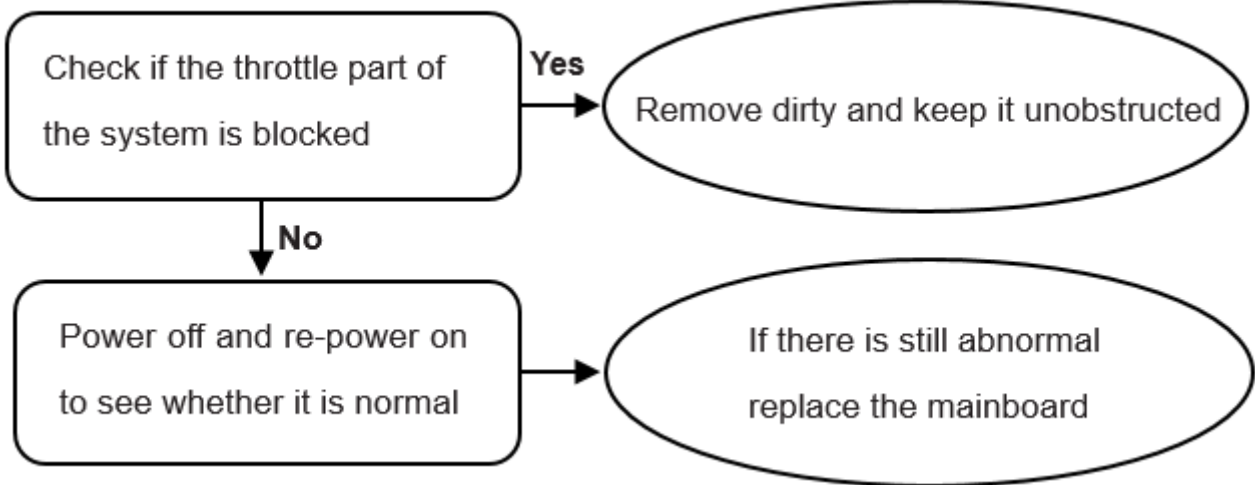 Check if the throttle part of
the system is blocked
Yes
Remove dirty and keep it unobstructed
No
Power off and re-power on
to see whether it is normal
If there is still abnormal
replace the mainboard